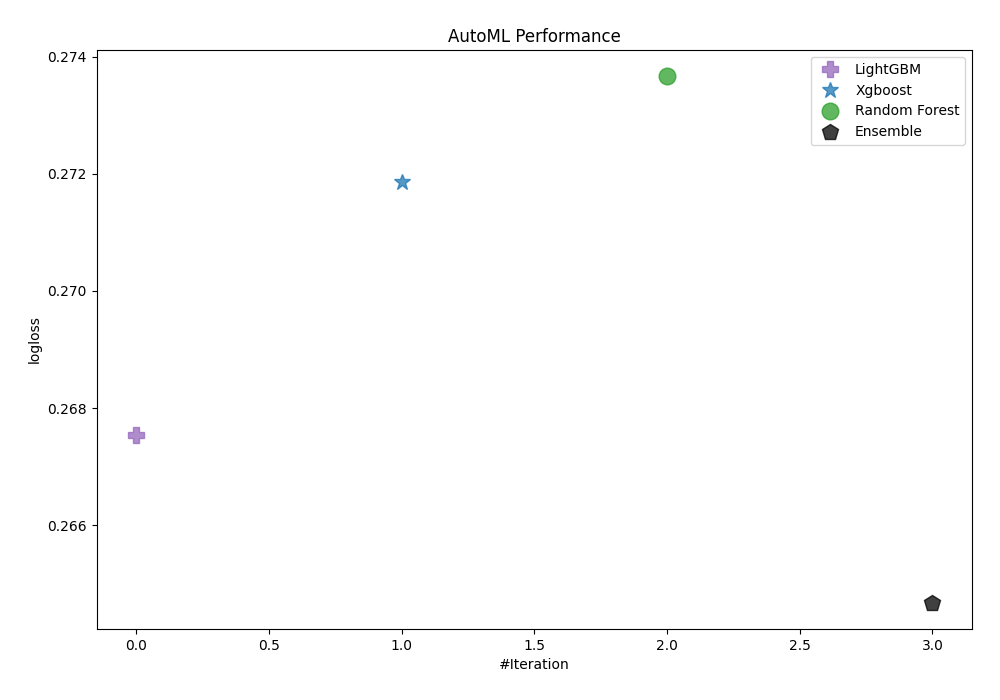 AutoML Performance
0.274
0.272
0.270
0.268
0.266
logloss
LightGBM
Xgboost
Random Forest
Ensemble
0.0 0.5 1.0 1.5 2.0 2.5 3.0
#Iteration